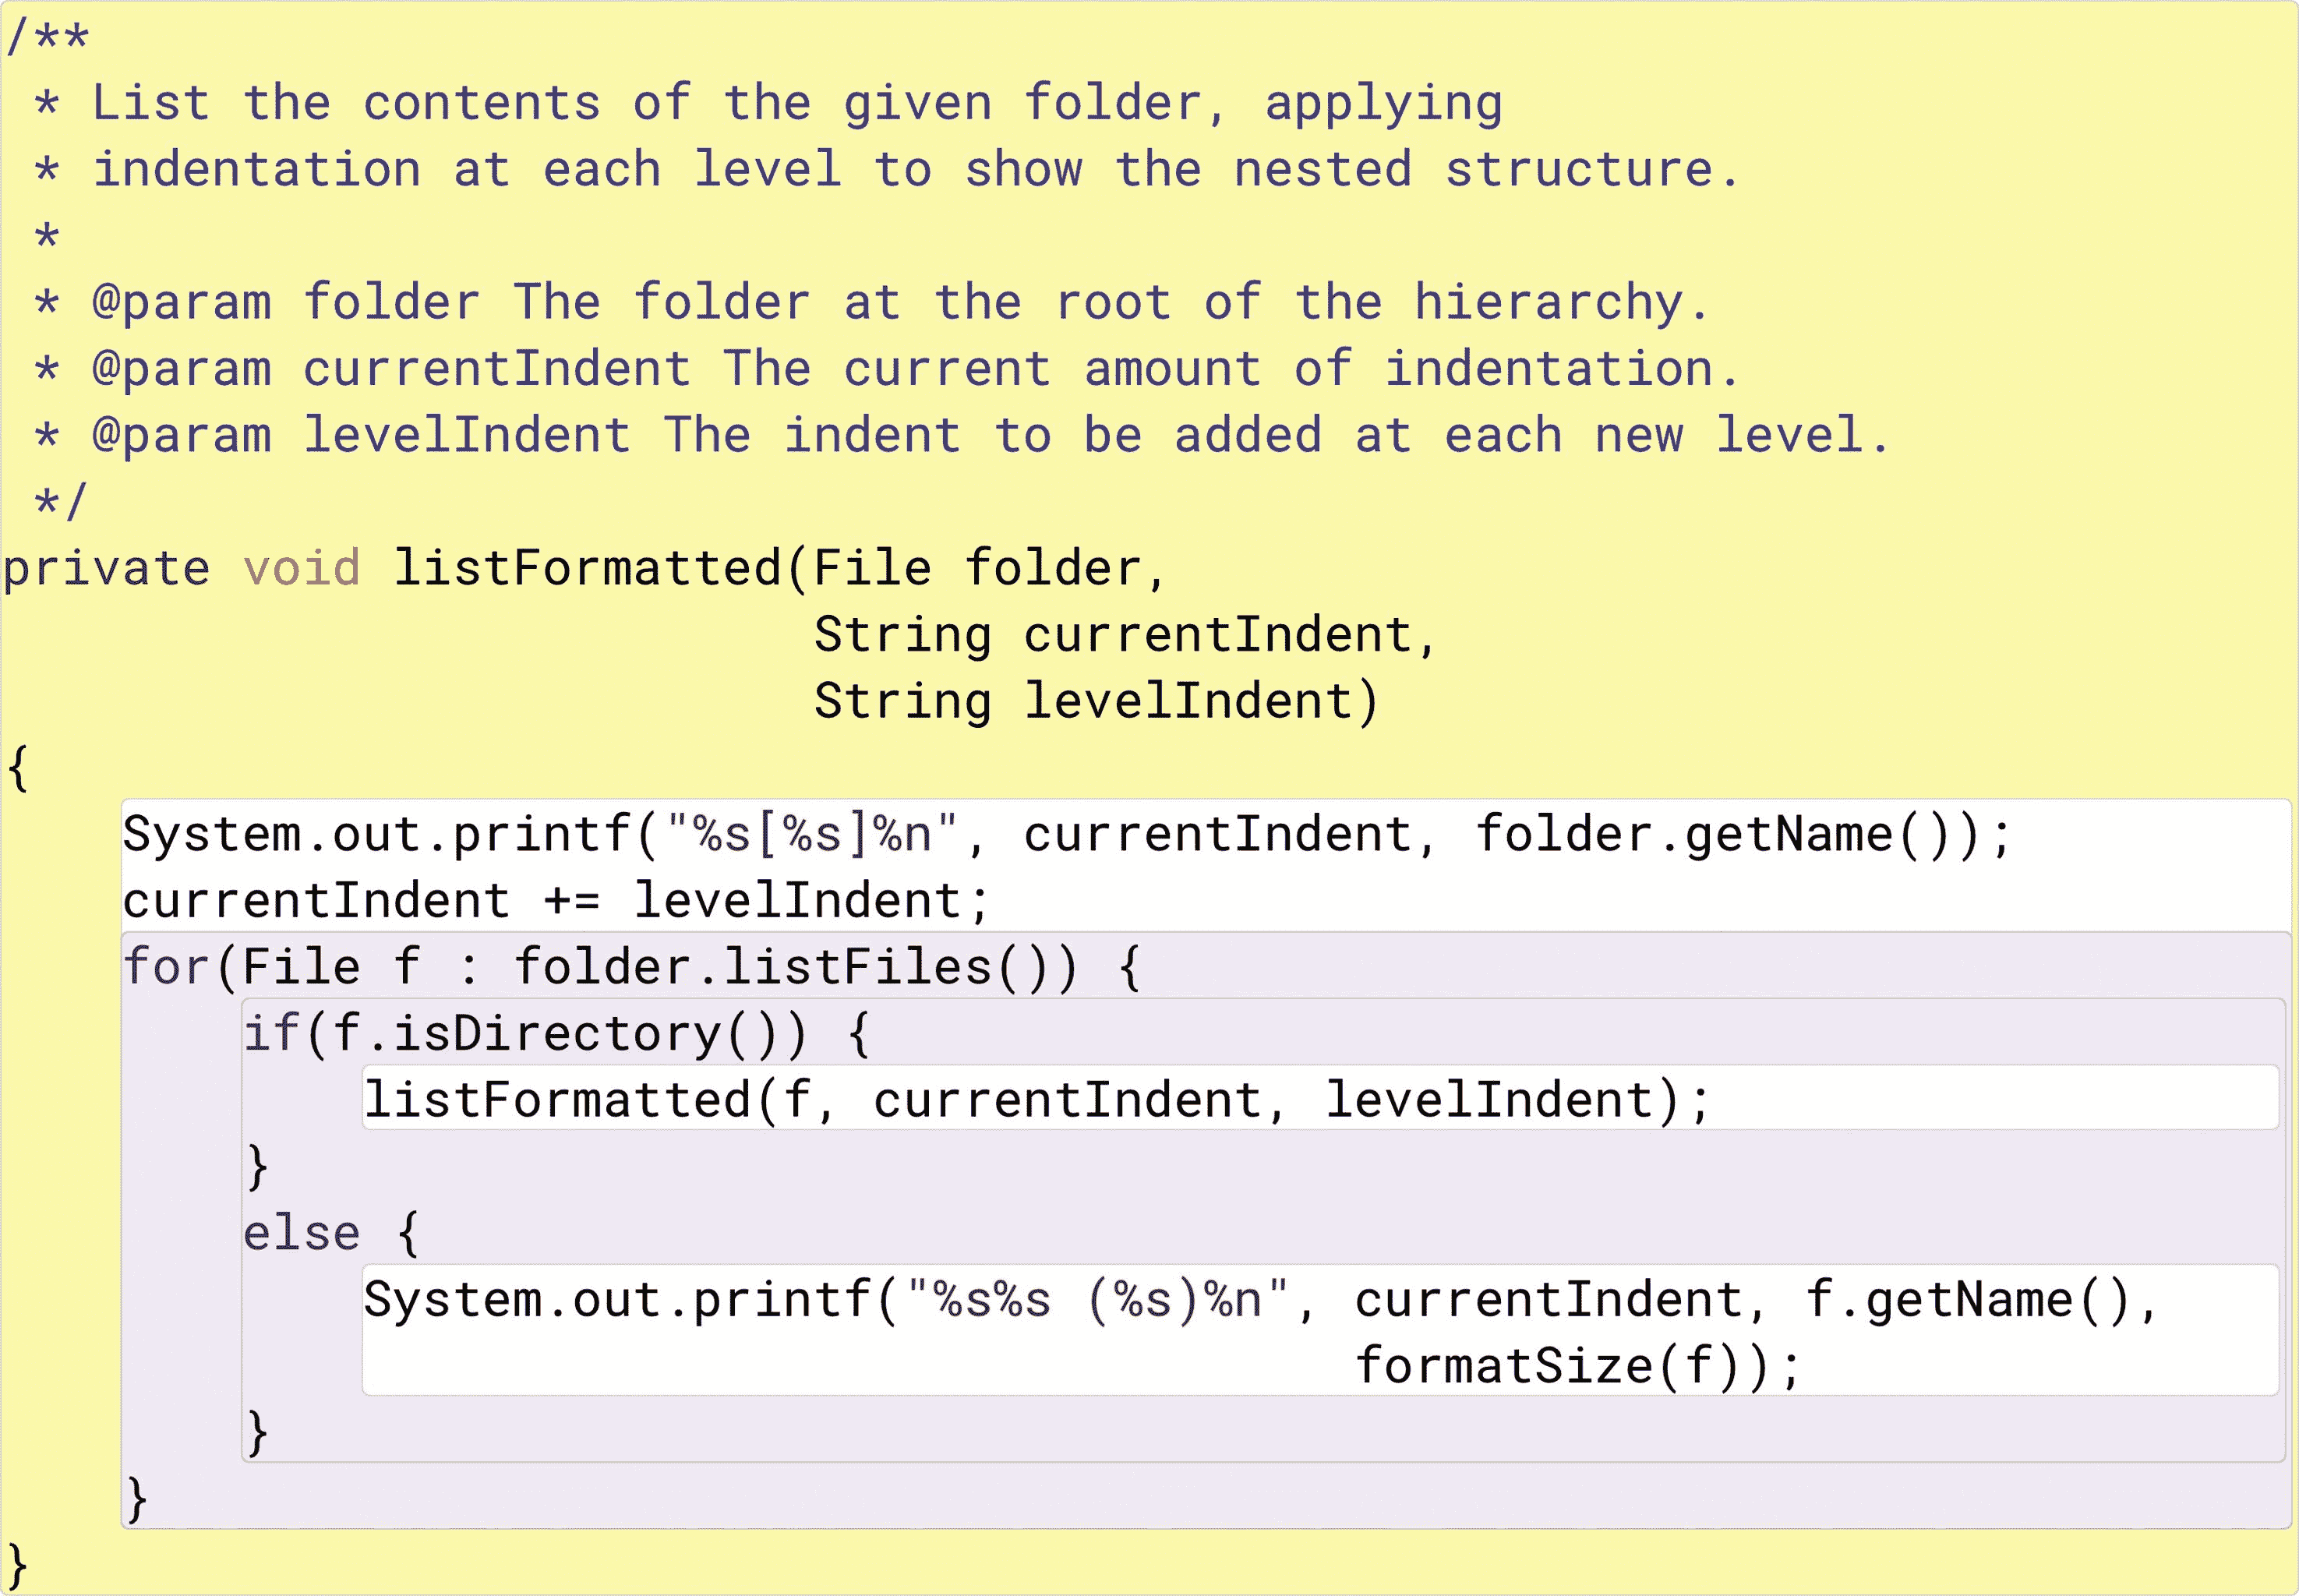 /**
 * List the contents of the given folder, applying
 * indentation at each level to show the nested structure.
 *
 * @param folder The folder at the root of the hierarchy.
 * @param currentIndent The current amount of indentation.
 * @param levelIndent The indent to be added at each new level.
 */
private void listFormatted(File folder,
                           String currentIndent,
                           String levelIndent)
{
    System.out.printf("%s[%s]%n", currentIndent, folder.getName());
    currentIndent += levelIndent;
    for(File f : folder.listFiles()) {
        if(f.isDirectory()) {
            listFormatted(f, currentIndent, levelIndent);
        }
        else {
            System.out.printf("%s%s (%s)%n", currentIndent, f.getName(),
                                             formatSize(f));
        }
    }
}